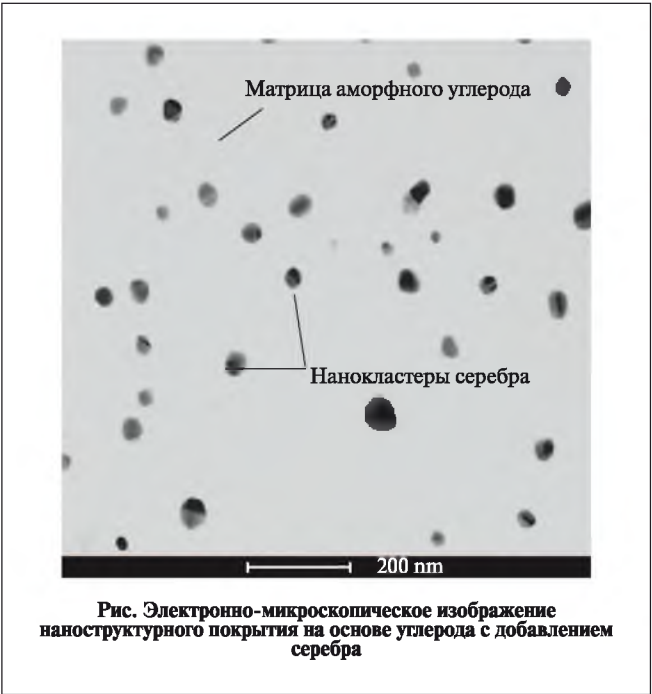 Матрица аморфного углерода
Нанокластеры серебра
200 nm
Рис. Электронно-микроскопическое изображение
наноструктурного покрытия на основе углерода с добавлением
серебра